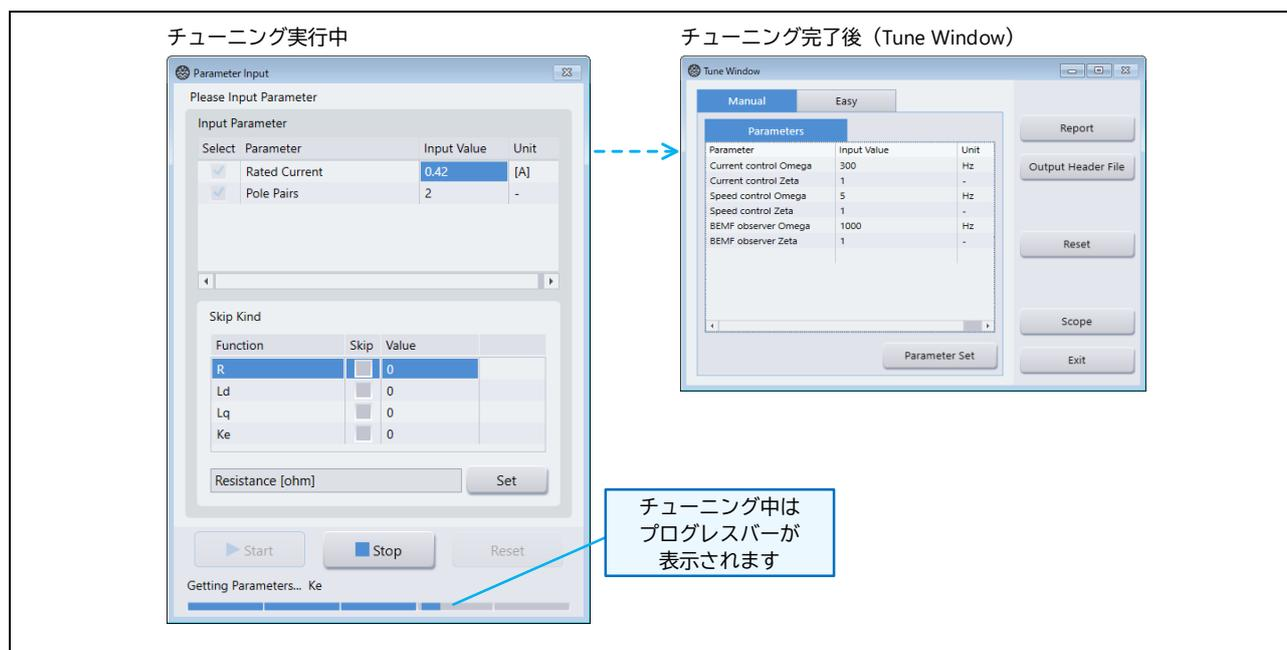 チューニング実行中
Parameter Input
Please Input Parameter
Input Parameter
Select Parameter Input Value Unit
Rated Current 0.42 [A]
Pole Pairs 2 -
Skip Kind
Function Skip Value
R 0
Ld 0
Lq 0
Ke 0
Resistance [ohm] Set
Start Stop Reset
Getting Parameters... Ke
チューニング完了後（Tune Window）
Tune Window
Manual Easy
Parameters
Parameter Input Value Unit
Current control Omega 300 Hz
Current control Zeta 1 -
Speed control Omega 5 Hz
Speed control Zeta 1 -
BEMF observer Omega 1000 Hz
BEMF observer Zeta 1 -
Parameter Set
Report
Output Header File
Reset
Scope
Exit
チューニング中は
プログレスバーが
表示されます